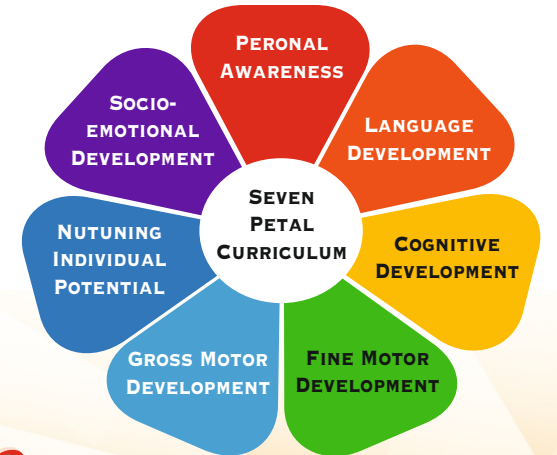 Peronal
Awareness
Language
Development
Cognitive
Development
Fine Motor
Development
Gross Motor
Development
Nutuning
Individual
Potential
Socio-
emotional
Development
Seven
Petal
Curriculum